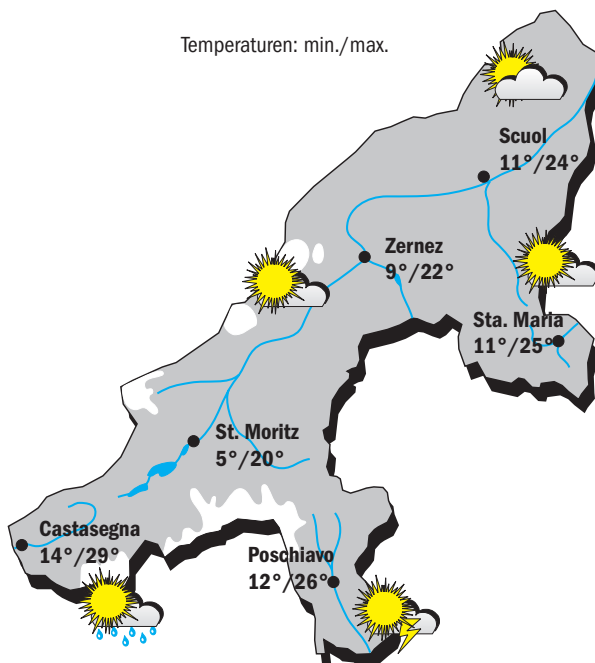 Temperaturen: min./max.
Scuol
11°/24°
Zernez
9°/22°
Sta. Maria
11°/25°
St. Moritz
5°/20°
Castasegna
14°/29°
Poschiavo
12°/26°